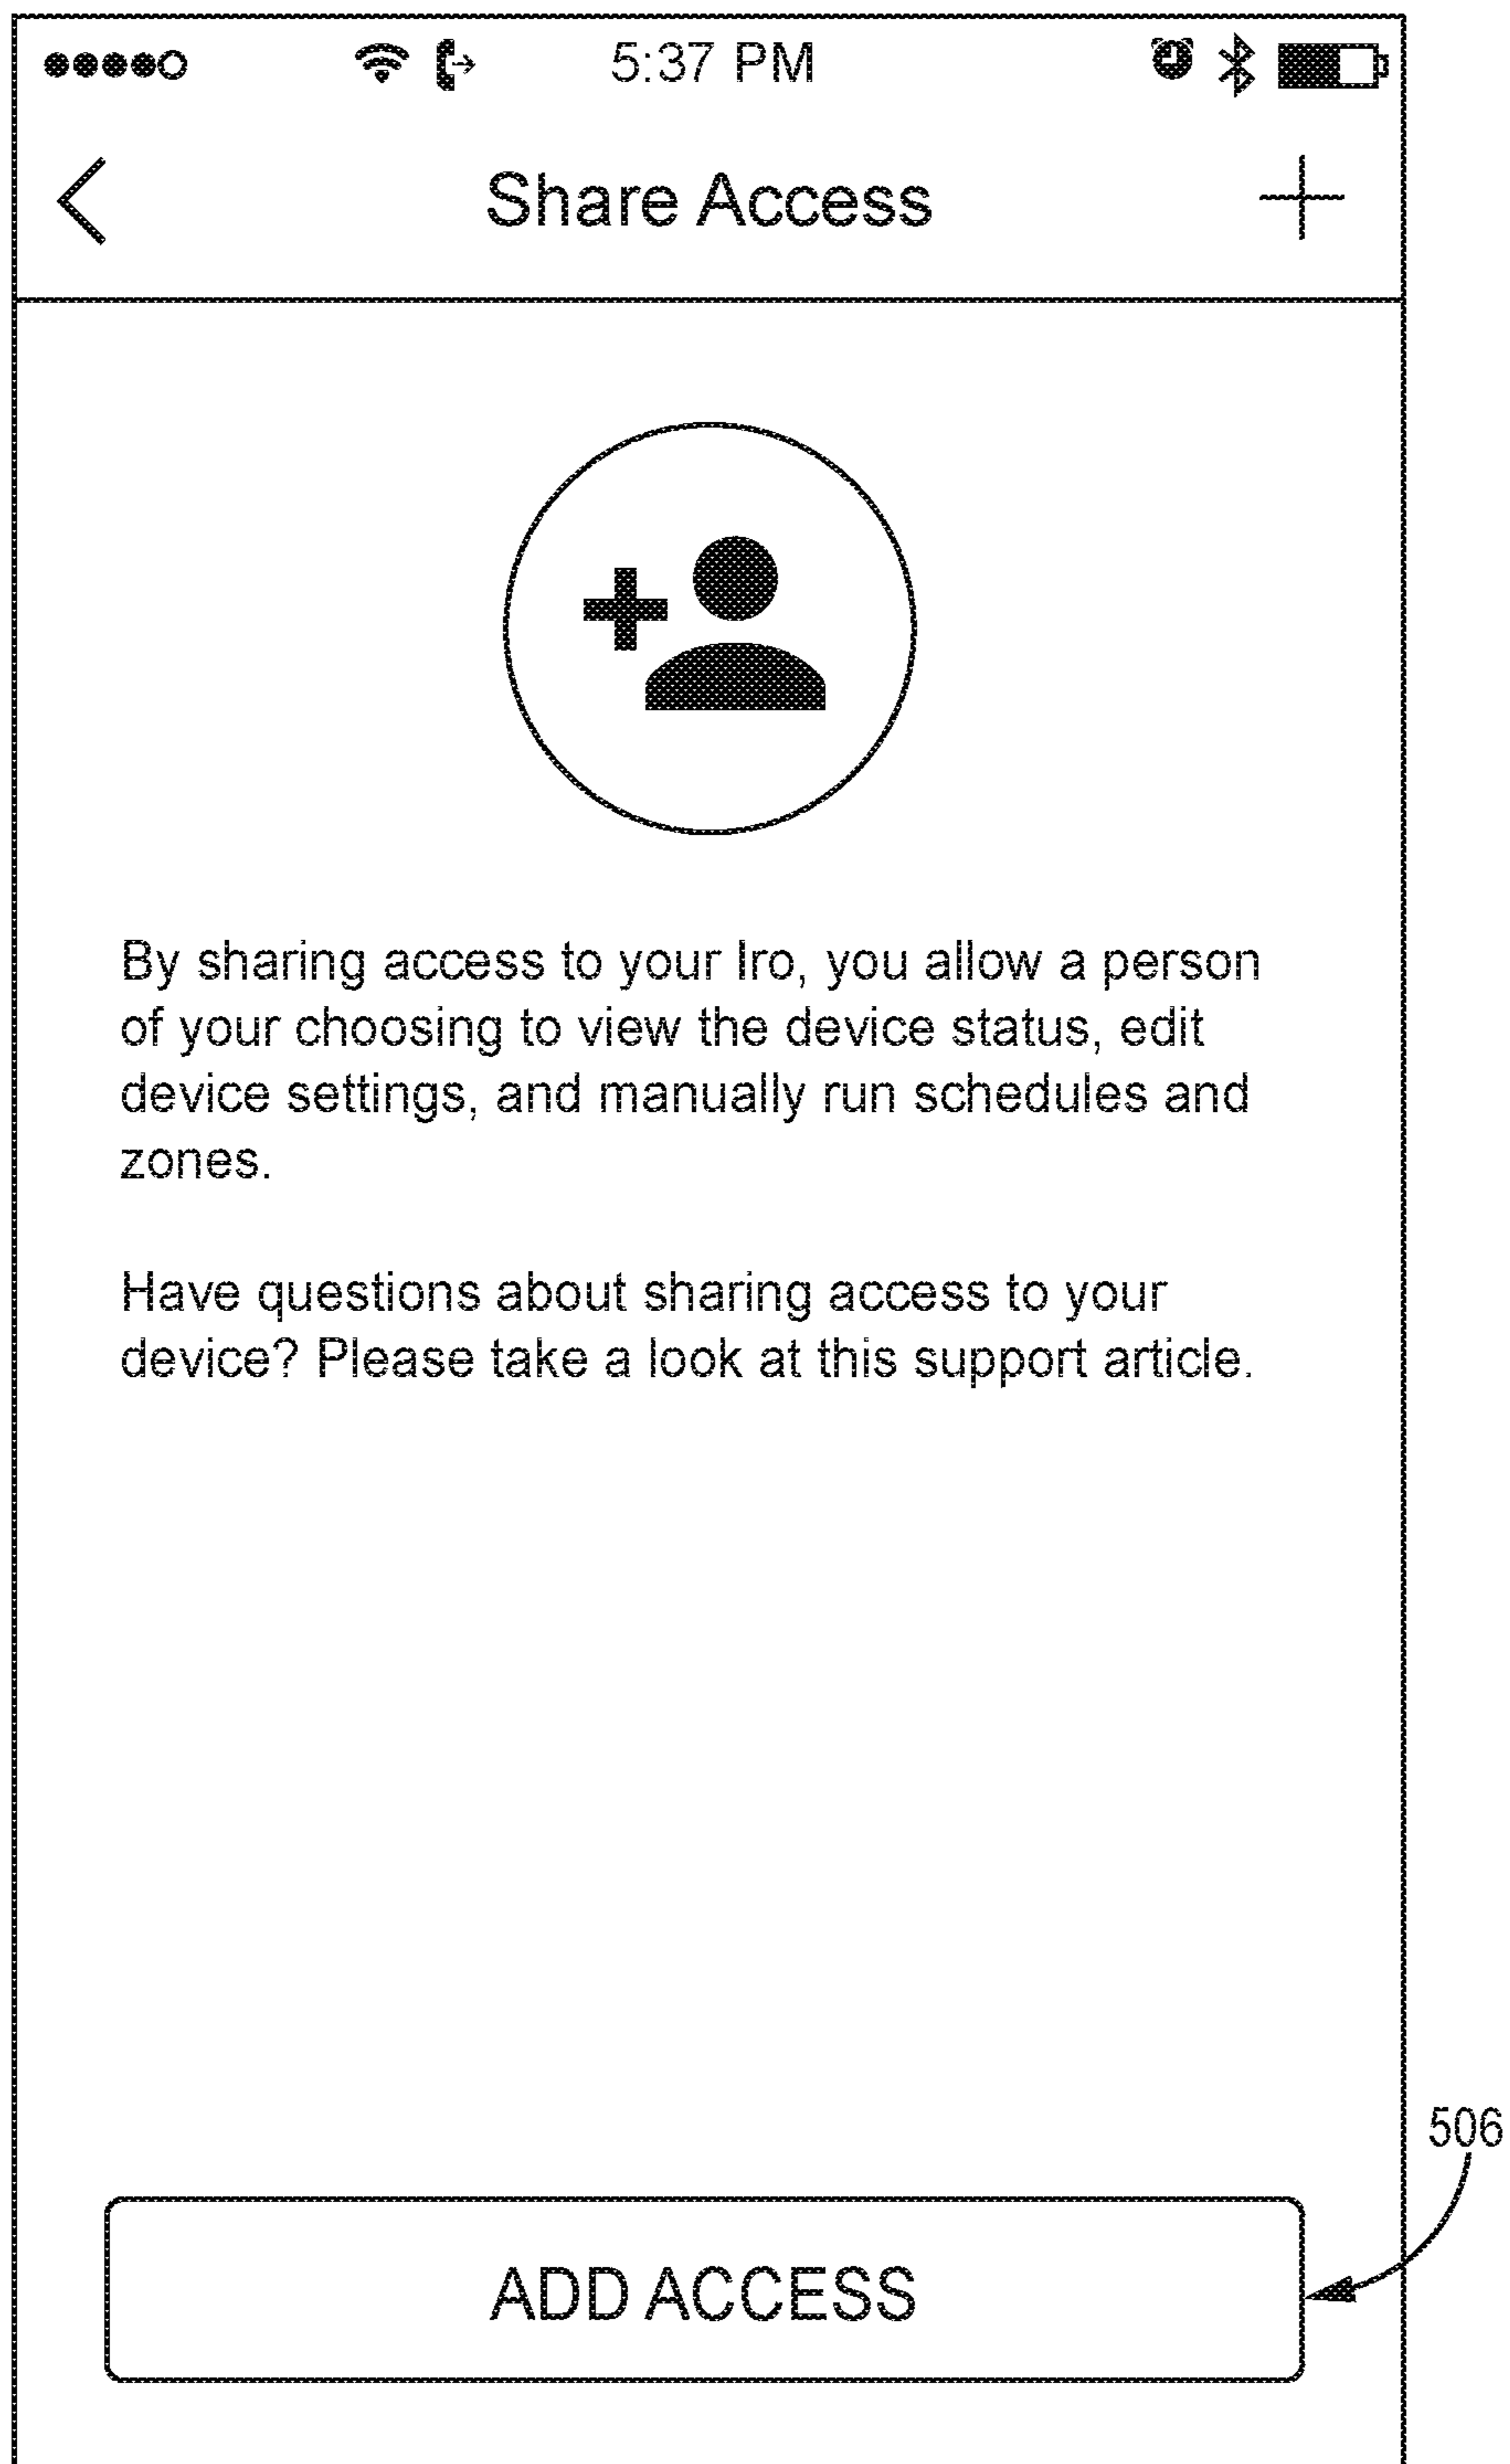 5:37 PM
Share Access
By sharing access to your Iro, you allow a person
of your choosing to view the device status, edit
device settings, and manually run schedules and
zones.
Have questions about sharing access to your
device? Please take a look at this support article.
506
ADD ACCESS